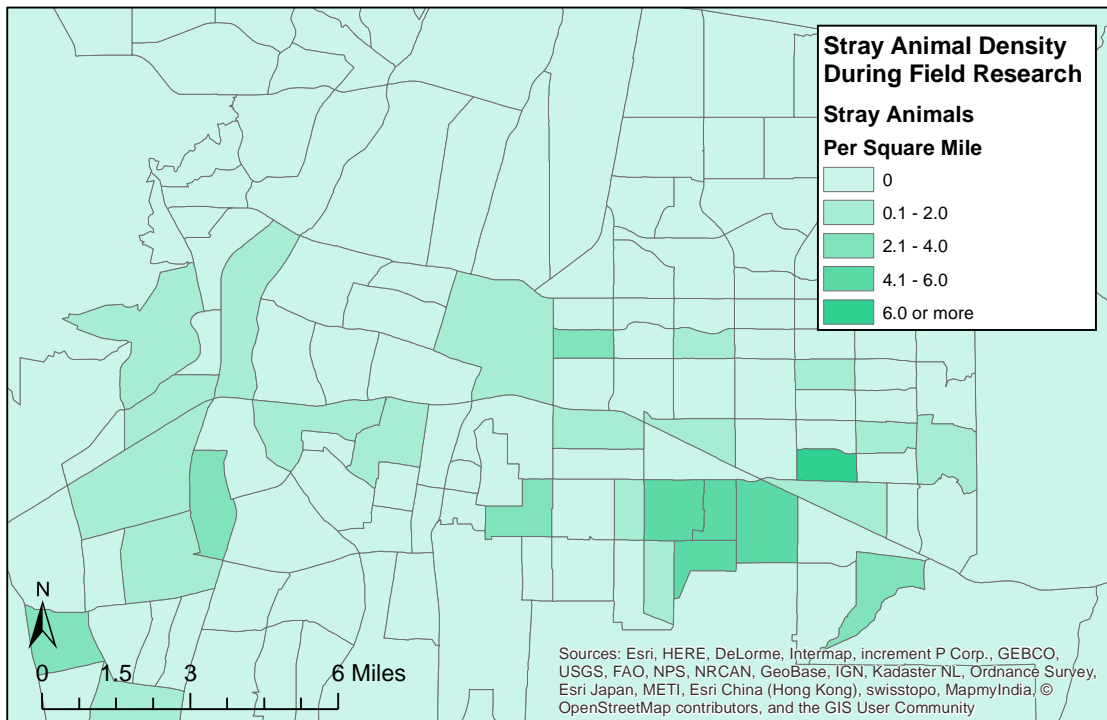 Stray Animal Density
During Field Research
Stray Animals
Per Square Mile
0
0.1 - 2.0
2.1 - 4.0
4.1 - 6.0
6.0 or more
N
0 1.5 3 6 Miles
Sources: Esri, HERE, DeLorme, Intermap, increment P Corp., GEBCO,
USGS, FAO, NPS, NRCAN, GeoBase, IGN, Kadaster NL, Ordnance Survey,
Esri Japan, METI, Esri China (Hong Kong), swisstopo, MapmyIndia, ©
OpenStreetMap contributors, and the GIS User Community